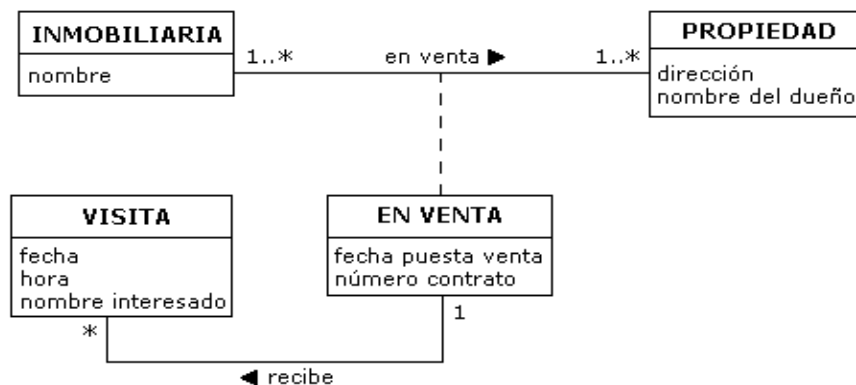 INMOBILIARIA
nombre
1..*
en venta ▶
1..*
PROPIEDAD
dirección
nombre del dueño
VISITA
fecha
hora
nombre interesado
*
EN VENTA
fecha puesta venta
número contrato
1
◀ recibe